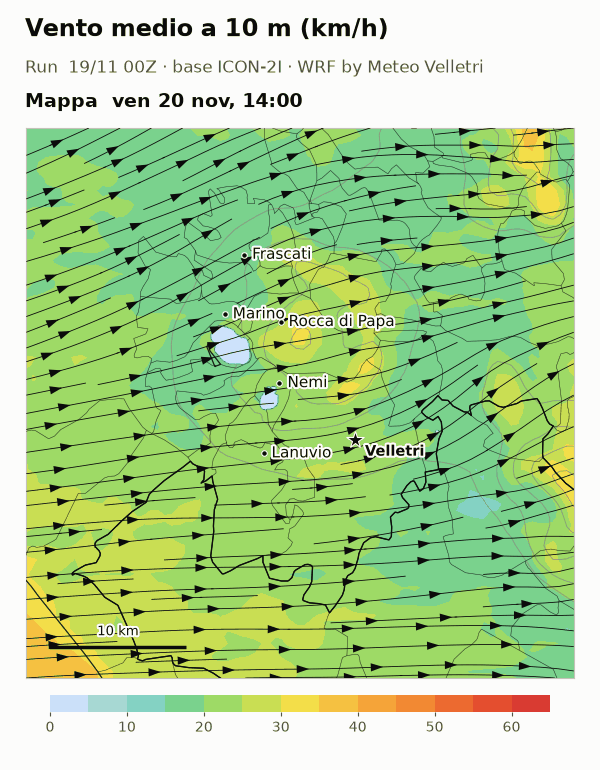 Vento medio a 10 m (km/h)
Run  19/11 00Z · base ICON-2I · WRF by Meteo Velletri
Mappa  ven 20 nov, 14:00
Frascati
Marino
Rocca di Papa
Nemi
Velletri
Lanuvio
10 km
0 10 20 30 40 50 60